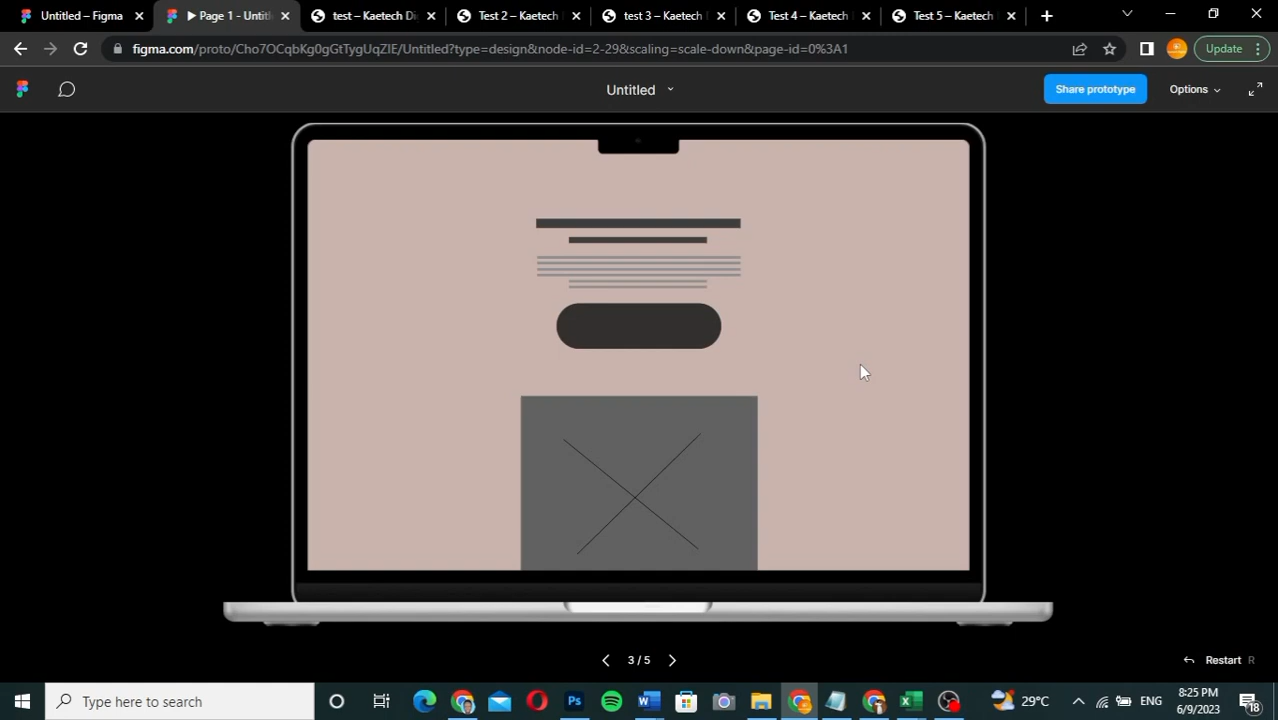 Untitled – Figma
Page 1 - Untitl
test – Kaetech Di
Test 2 – Kaetech
test 3 – Kaetech
Test 4 – Kaetech
Test 5 – Kaetech
figma.com/proto/Cho7OCqbKg0gGtTygUqZIE/Untitled?type=design&node-id=2-29&scaling=scale-down&page-id=0%3A1
Update
Untitled
Share prototype
Options
3 / 5
Restart R
Type here to search
29°C
ENG
8:25 PM
6/9/2023
18